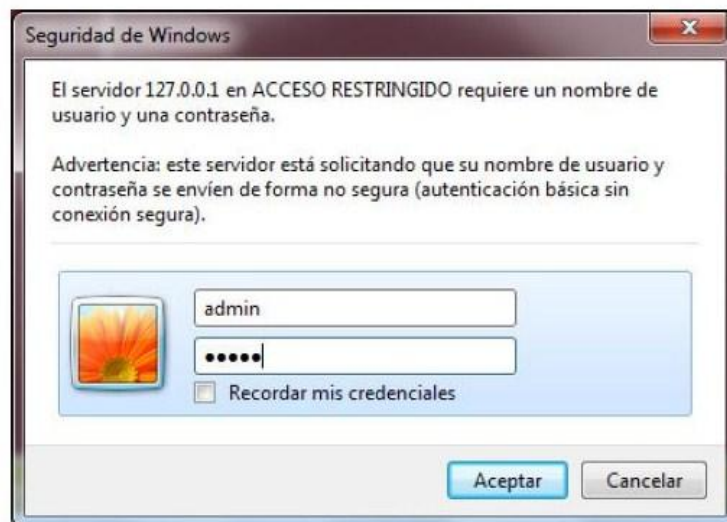 Seguridad de Windows
El servidor 127.0.0.1 en ACCESO RESTRINGIDO requiere un nombre de
usuario y una contraseña.
Advertencia: este servidor está solicitando que su nombre de usuario y
contraseña se envíen de forma no segura (autenticación básica sin
conexión segura).
admin
●●●●●
Recordar mis credenciales
Aceptar
Cancelar